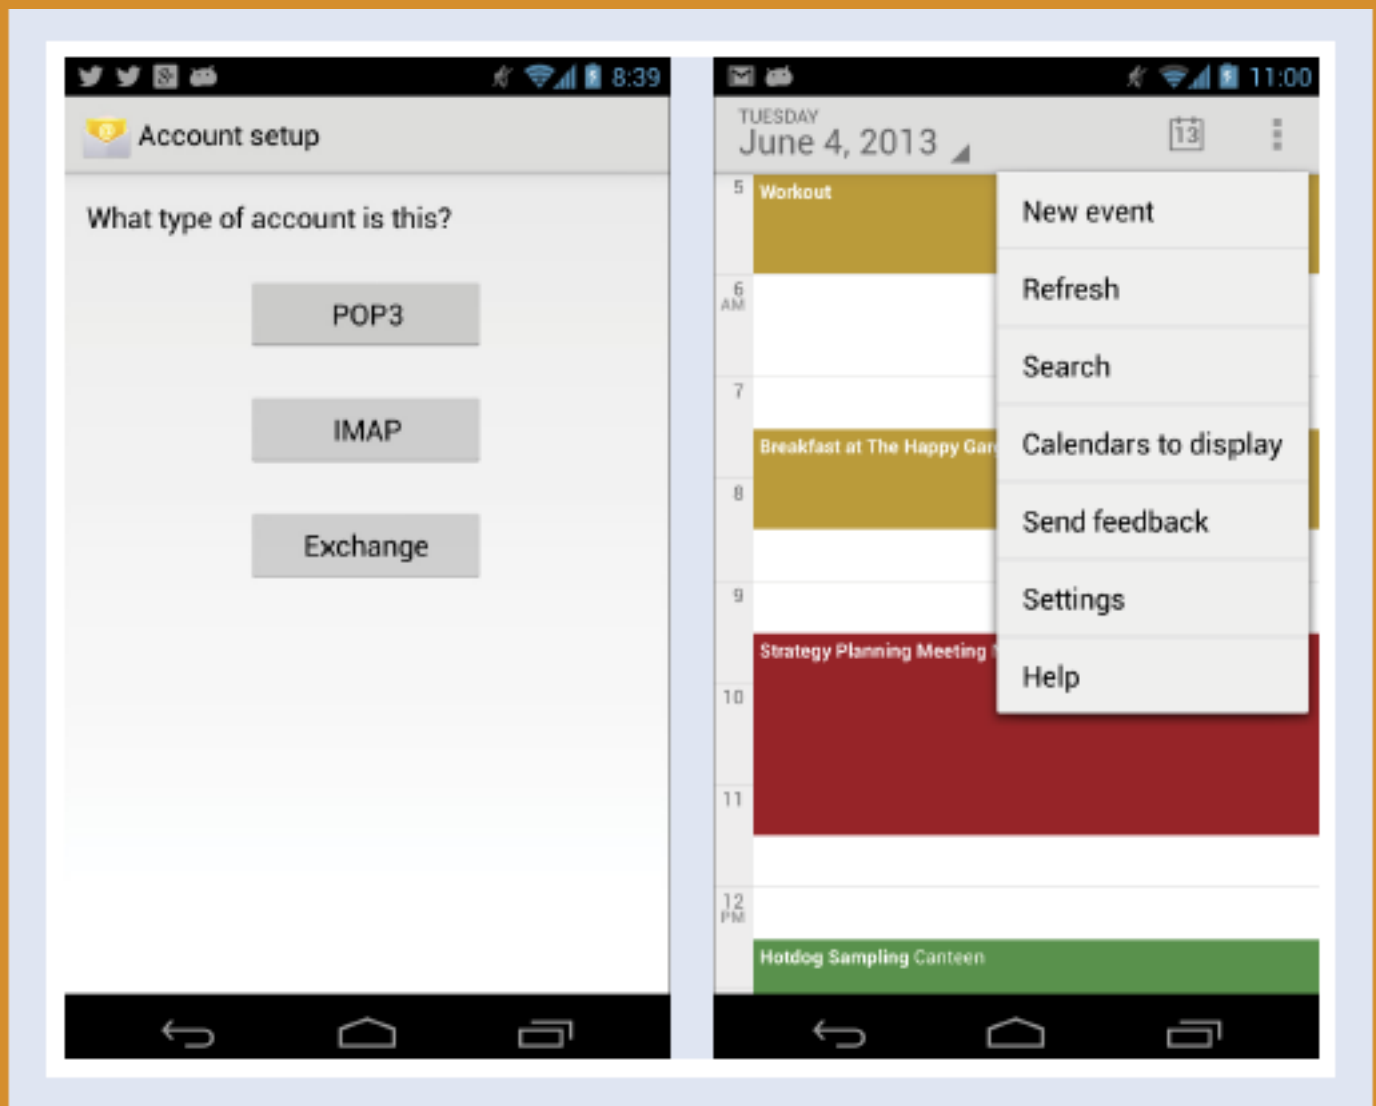 8:39
Account setup
What type of account is this?
POP3
IMAP
Exchange
11:00
TUESDAY
June 4, 2013
13
New event
Refresh
Search
Calendars to display
Send feedback
Settings
Help
5
Workout
6
AM
7
Breakfast at The Happy
8
9
Strategy Planning Meeting
10
11
12
PM
Hotdog Sampling Canteen